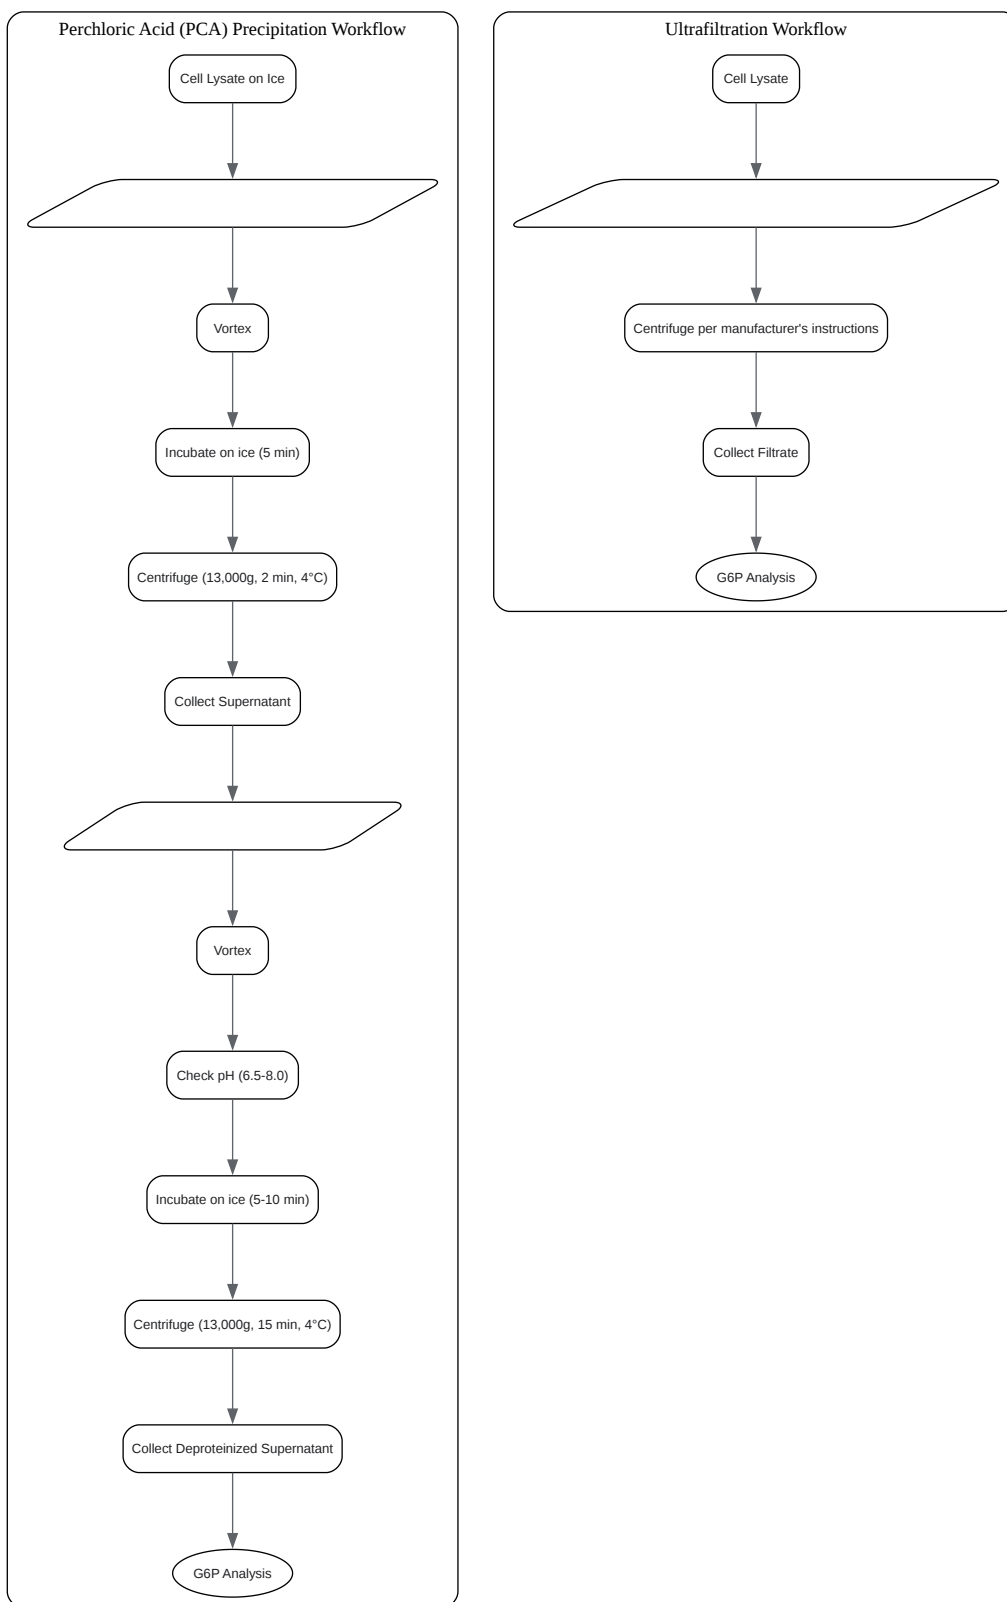 Perchloric Acid (PCA) Precipitation Workflow
Cell Lysate on Ice
Vortex
Incubate on ice (5 min)
Centrifuge (13,000g, 2 min, 4°C)
Collect Supernatant
Vortex
Check pH (6.5-8.0)
Incubate on ice (5-10 min)
Centrifuge (13,000g, 15 min, 4°C)
Collect Deproteinized Supernatant
G6P Analysis
Ultrafiltration Workflow
Cell Lysate
Centrifuge per manufacturer's instructions
Collect Filtrate
G6P Analysis